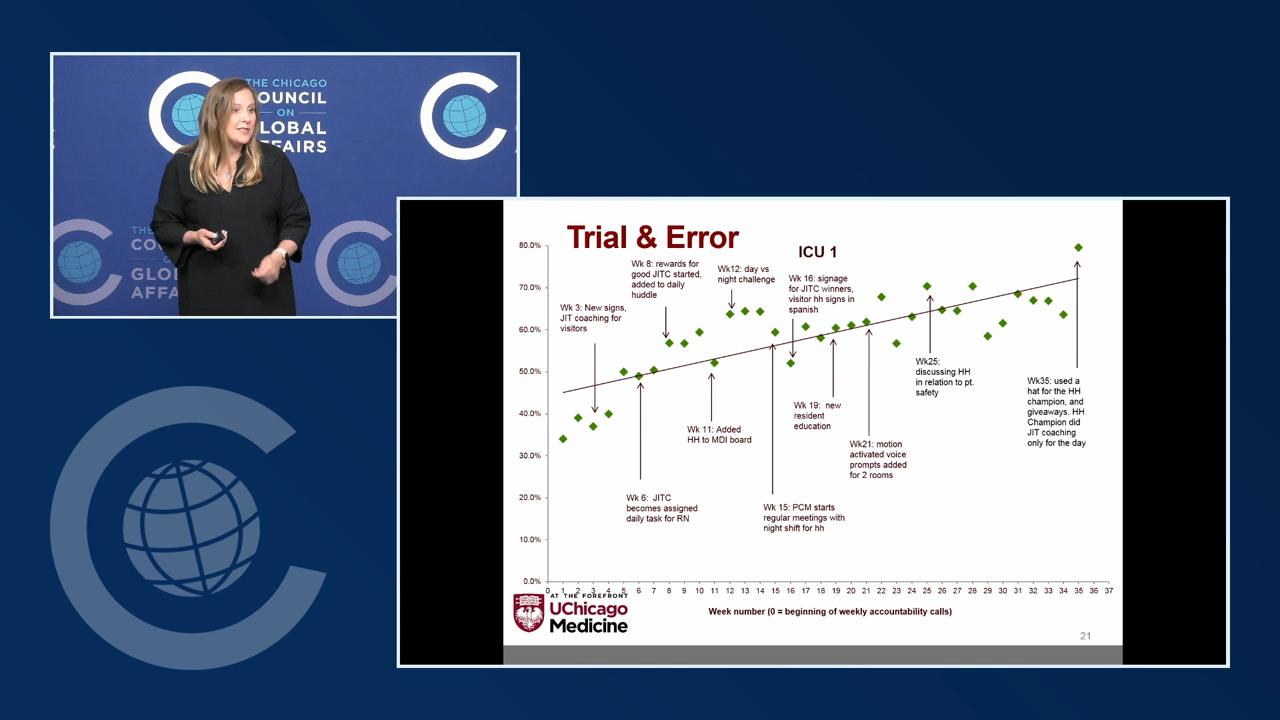 THE CHICAGO
OUNCIL
ON
LOBAL
FAIRS
THE
CO
GLO
AFFA
Trial & Error
ICU 1
80.0%
70.0%
60.0%
50.0%
40.0%
30.0%
20.0%
10.0%
0.0%
Wk 3: New signs,
JIT coaching for
visitors
Wk 8: rewards for
good JITC started,
added to daily
huddle
Wk12: day vs
night challenge
Wk 16: signage
for JITC winners,
visitor hh signs in
spanish
Wk 6: JITC
becomes assigned
daily task for RN
Wk 11: Added
HH to MDI board
Wk 15: PCM starts
regular meetings with
night shift for hh
Wk 19: new
resident
education
Wk21: motion
activated voice
prompts added
for 2 rooms
Wk25:
discussing HH
in relation to pt.
safety
Wk35: used a
hat for the HH
champion, and
giveaways. HH
Champion did
JIT coaching
only for the day
0 1 2 3 4 5 6 7 8 9 10 11 12 13 14 15 16 17 18 19 20 21 22 23 24 25 26 27 28 29 30 31 32 33 34 35 36 37
Week number (0 = beginning of weekly accountability calls)
AT THE FOREFRONT
UChicago
Medicine
21